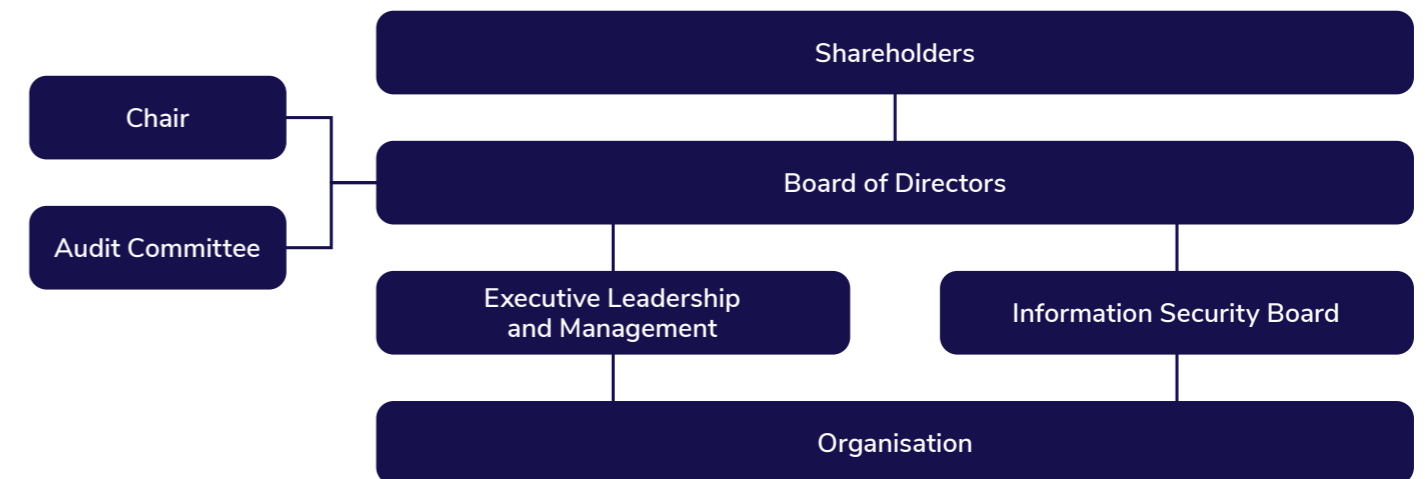 Shareholders
Chair
Board of Directors
Audit Committee
Executive Leadership
and Management
Information Security Board
Organisation